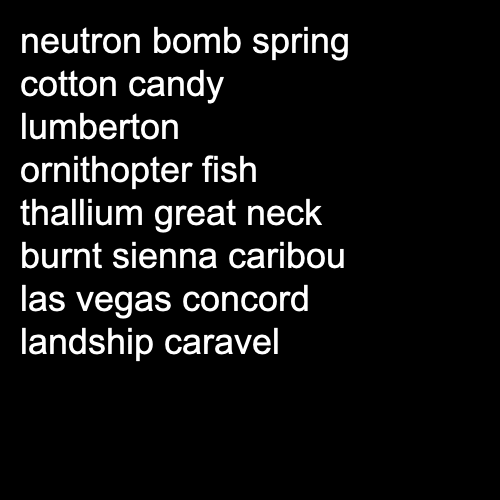 neutron bomb spring
cotton candy
lumberton
ornithopter fish
thallium great neck
burnt sienna caribou
las vegas concord
landship caravel